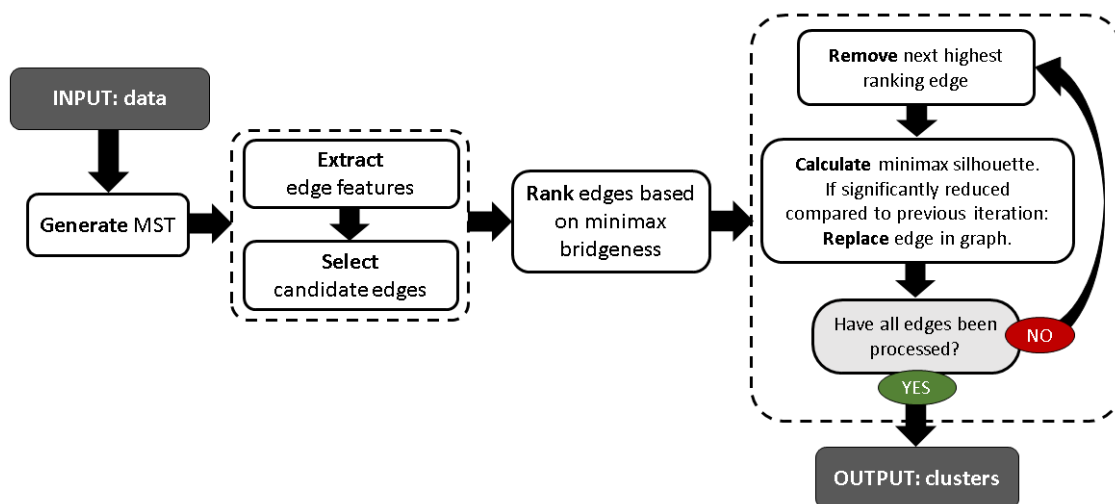 INPUT: data
Generate MST
Extract
edge features
Select
candidate edges
Rank edges based
on minimax
bridgeness
Remove next highest
ranking edge
Calculate minimax silhouette.
If significantly reduced
compared to previous iteration:
Replace edge in graph.
Have all edges been
processed?
NO
YES
OUTPUT: clusters